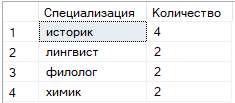 Специализация Количество
1 историк 4
2 лингвист 2
3 филолог 2
4 химик 2